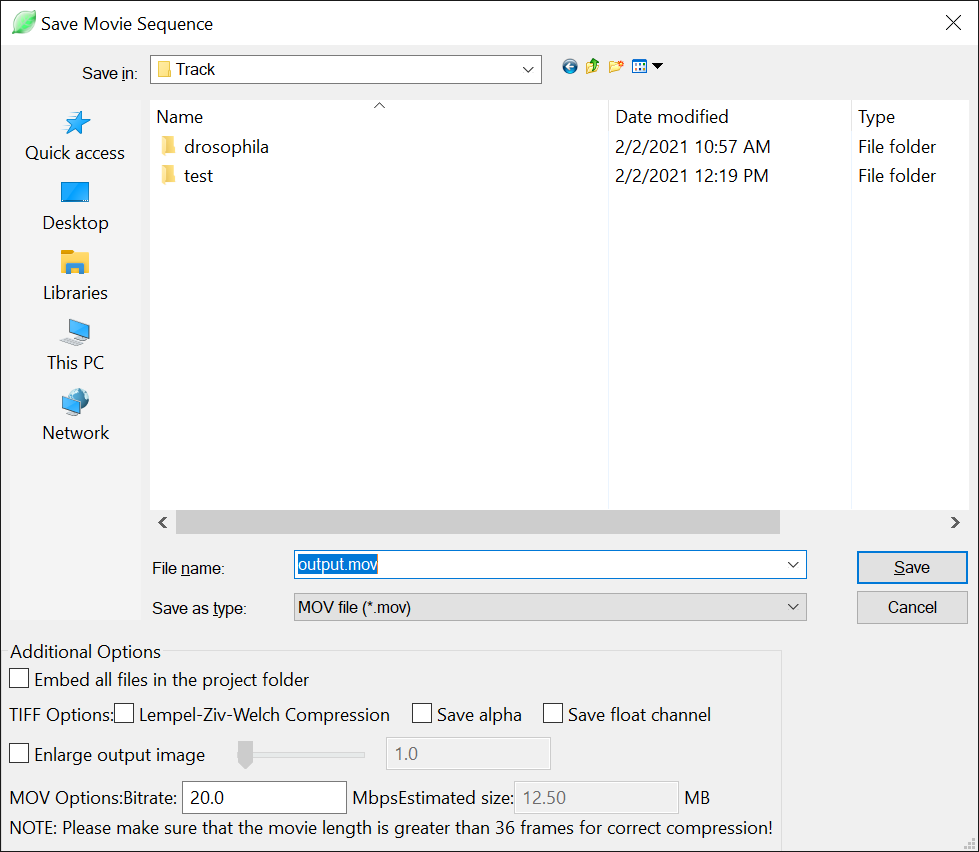 Save Movie Sequence
Save in: Track
Name Date modified Type
drosophila 2/2/2021 10:57 AM File folder
test 2/2/2021 12:19 PM File folder
Quick access
Desktop
Libraries
This PC
Network
File name: output.mov Save
Save as type: MOV file (*.mov) Cancel
Additional Options
Embed all files in the project folder
TIFF Options: Lempel-Ziv-Welch Compression Save alpha Save float channel
Enlarge output image 1.0
MOV Options:Bitrate: 20.0 MbpsEstimated size: 12.50 MB
NOTE: Please make sure that the movie length is greater than 36 frames for correct compression!